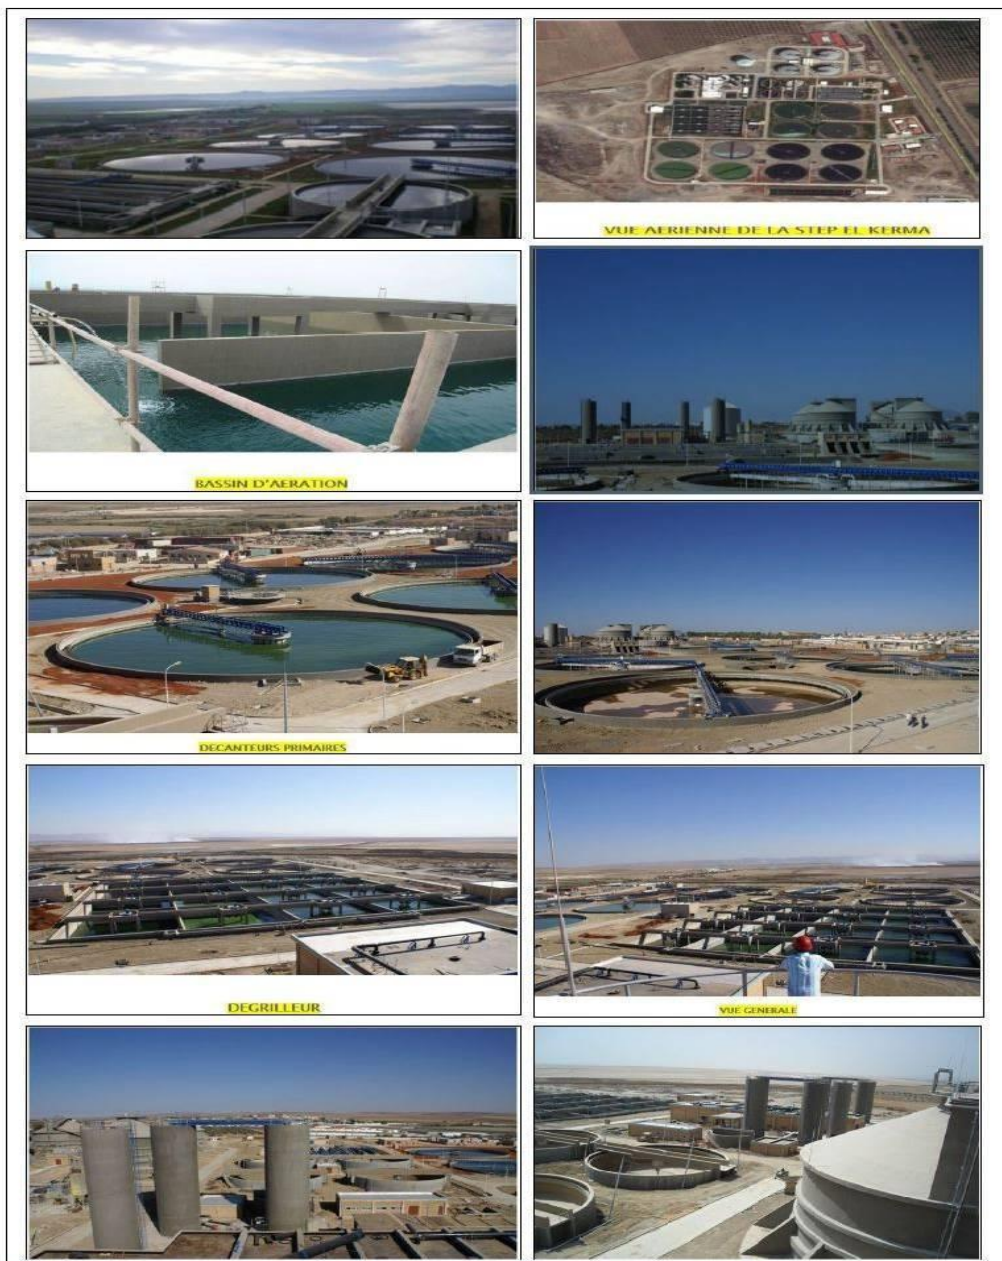 VUE AERIENNE DE LA STEP EL KERMA
BASSIN D'AERATION
DECANTEURS PRIMAIRES
DEGRILLEUR
VUE GENERALE